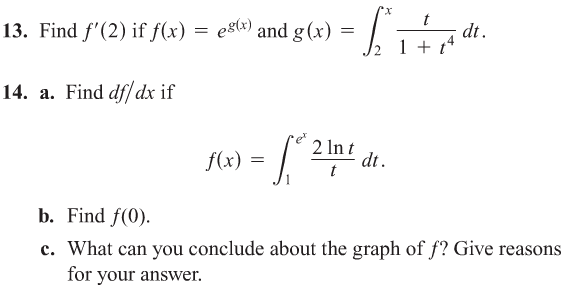 13. Find f′(2) if f(x) = e^{g(x)} and g(x) = ∫_2^x t/(1 + t^4) dt.
14. a. Find df/dx if
f(x) = ∫_1^{e^x} (2 ln t)/t dt.
b. Find f(0).
c. What can you conclude about the graph of f? Give reasons
for your answer.